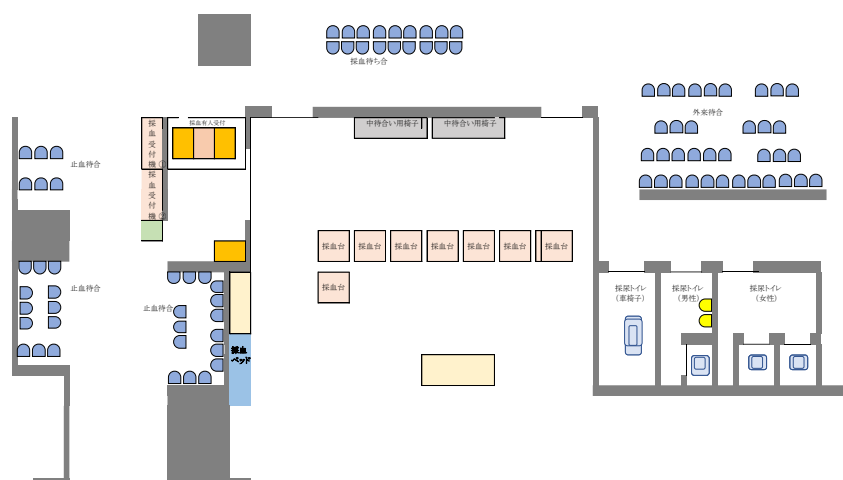 採血待ち合
外来待合
採血有人受付
中待合い用椅子
中待合い用椅子
採血受付機①
採血受付機②
止血待合
止血待合
止血待合
採血台
採血台
採血台
採血台
採血台
採血台
採血台
採血台
採血
ベッド
採尿トイレ
(車椅子)
採尿トイレ
(男性)
採尿トイレ
(女性)